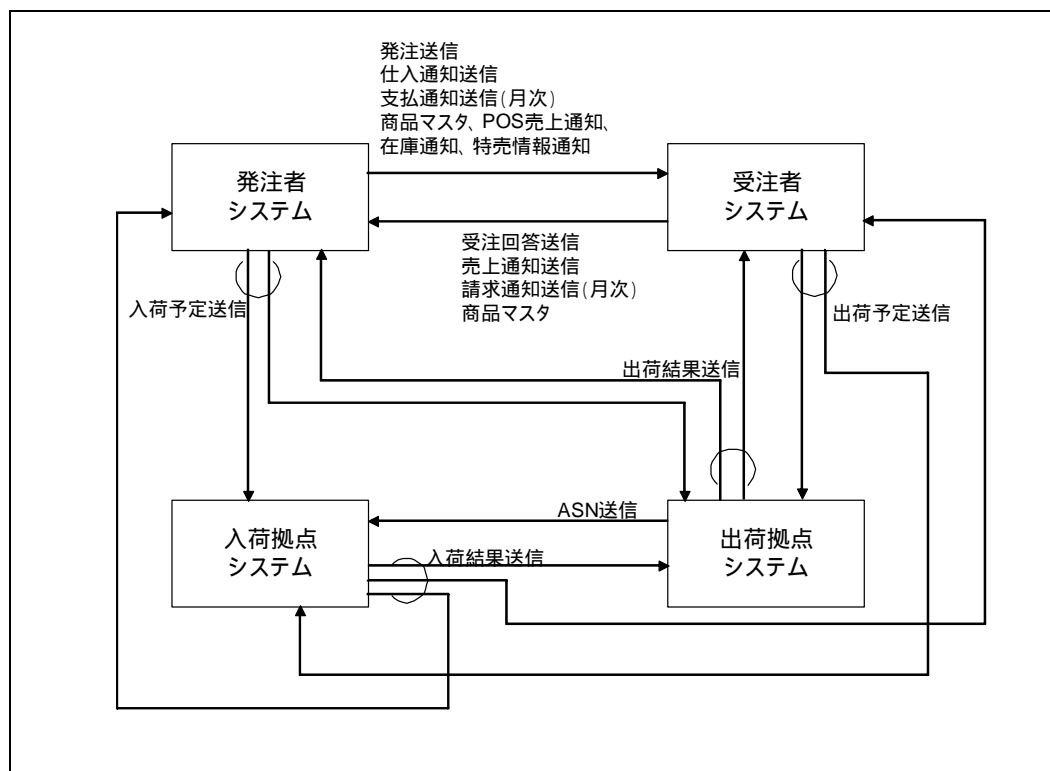 発注送信
仕入通知送信
支払通知送信(月次)
商品マスタ、POS売上通知、
在庫通知、特売情報通知
発注者
システム
受注者
システム
受注回答送信
売上通知送信
請求通知送信(月次)
商品マスタ
入荷予定送信
出荷予定送信
出荷結果送信
ASN送信
入荷拠点
システム
入荷結果送信
出荷拠点
システム